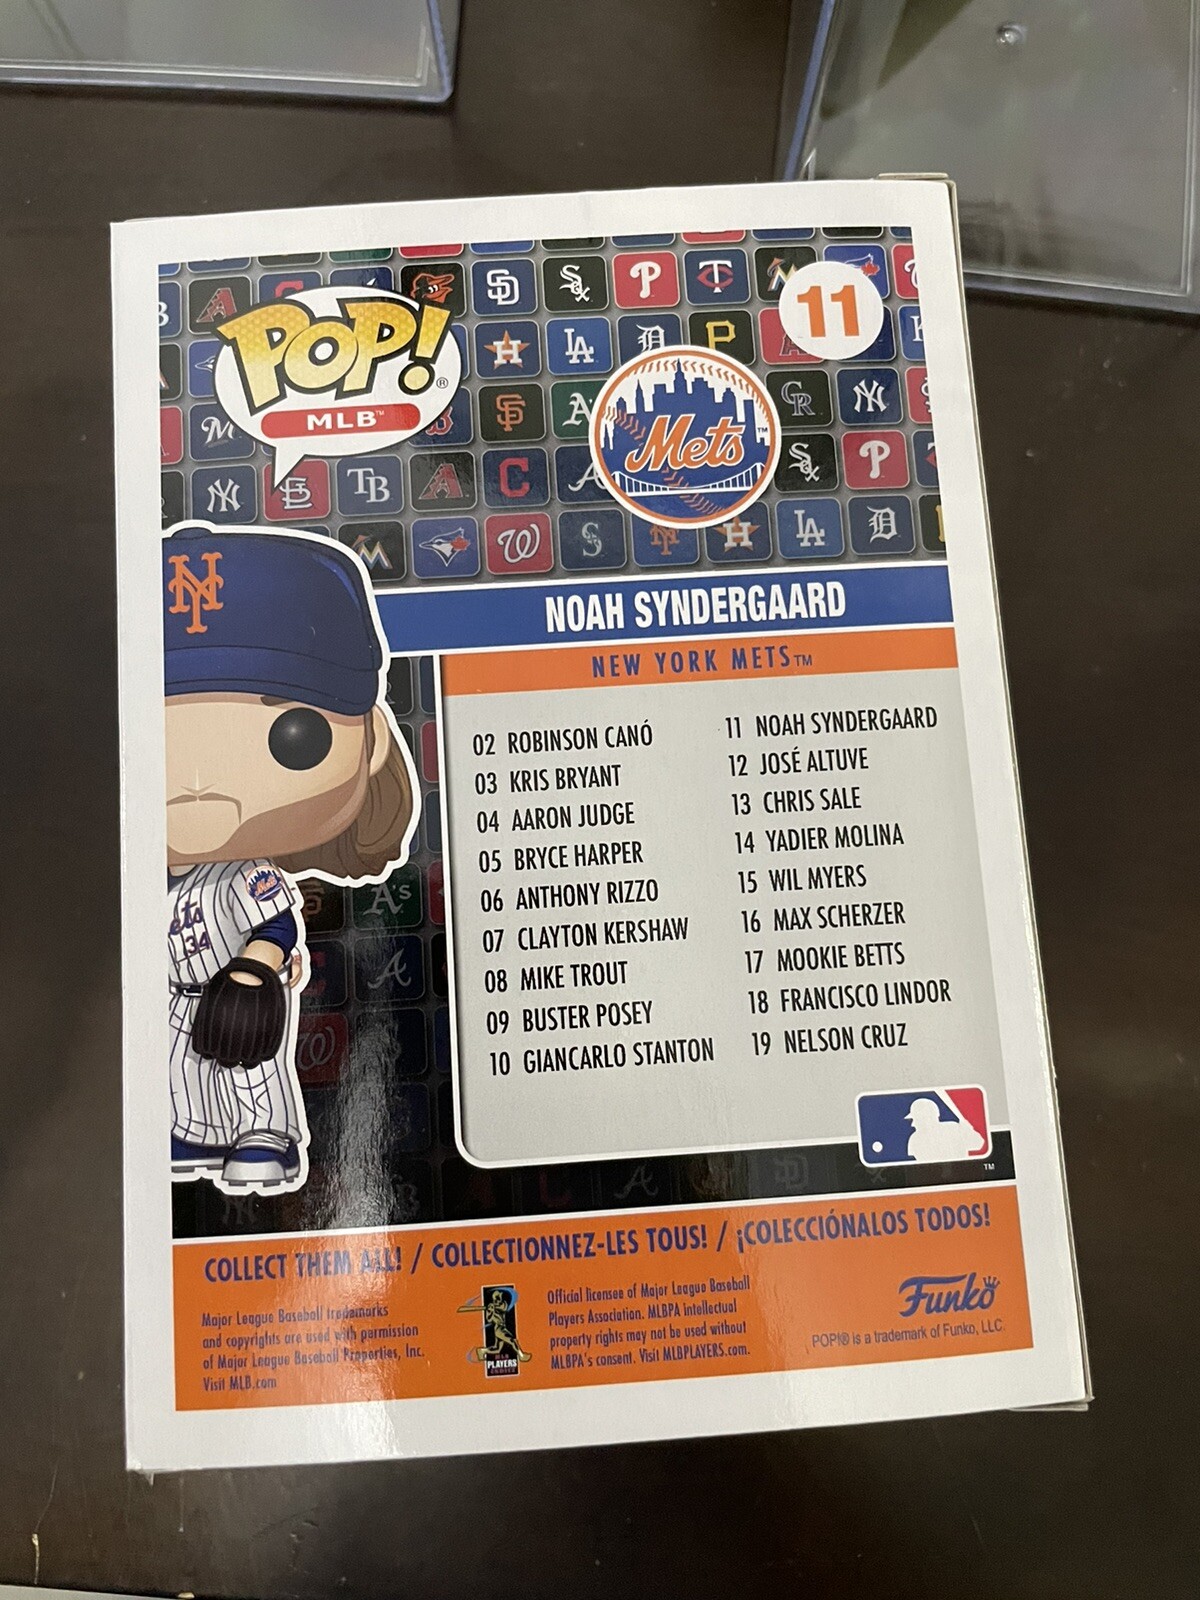 POP!®
MLB™
11
Mets™
NOAH SYNDERGAARD
NEW YORK METS™
02 ROBINSON CANÓ
03 KRIS BRYANT
04 AARON JUDGE
05 BRYCE HARPER
06 ANTHONY RIZZO
07 CLAYTON KERSHAW
08 MIKE TROUT
09 BUSTER POSEY
10 GIANCARLO STANTON
11 NOAH SYNDERGAARD
12 JOSÉ ALTUVE
13 CHRIS SALE
14 YADIER MOLINA
15 WIL MYERS
16 MAX SCHERZER
17 MOOKIE BETTS
18 FRANCISCO LINDOR
19 NELSON CRUZ
34
™
COLLECT THEM ALL! / COLLECTIONNEZ-LES TOUS! / ¡COLECCIÓNALOS TODOS!
Major League Baseball trademarks
and copyrights are used with permission
of Major League Baseball Properties, Inc.
Visit MLB.com
PLAYERS
Official licensee of Major League Baseball
Players Association. MLBPA intellectual
property rights may not be used without
MLBPA's consent. Visit MLBPLAYERS.com.
Funko
POP!® is a trademark of Funko, LLC.